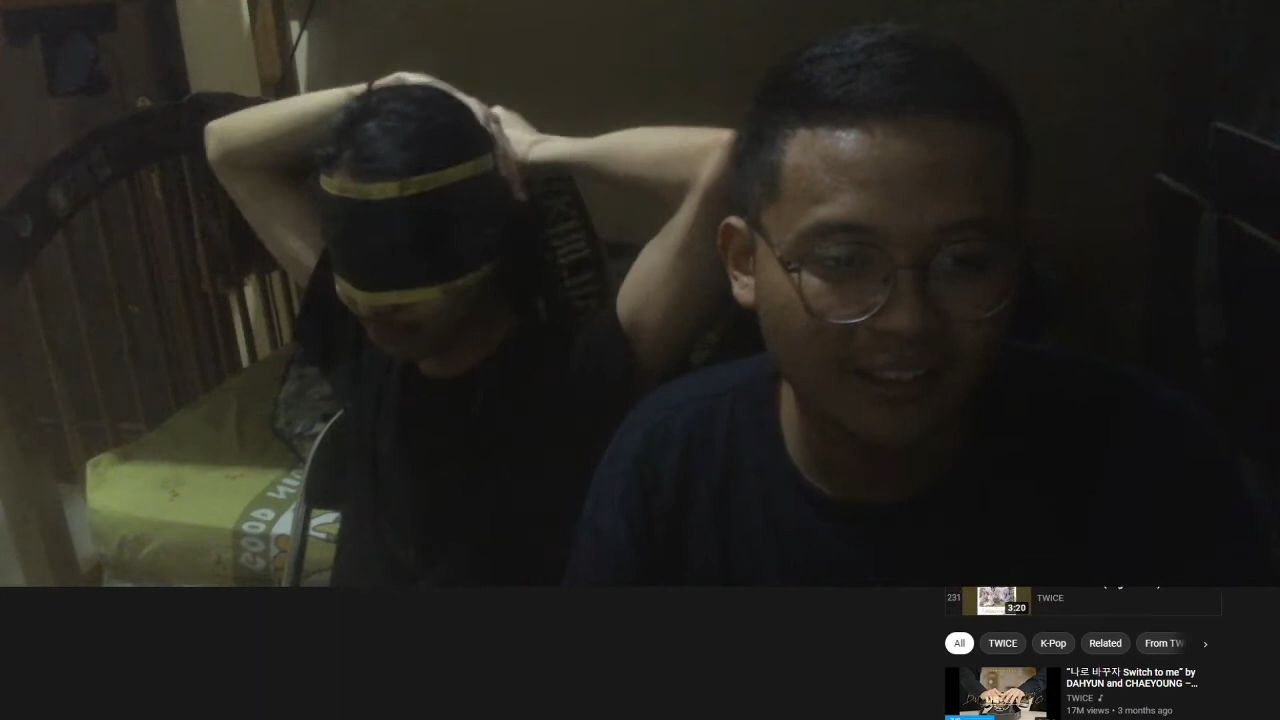 GOOD
231
3:20
TWICE
All
TWICE
K-Pop
Related
From TW
"나로 바꾸자 Switch to me" by
DAHYUN and CHAEYOUNG –...
TWICE
17M views • 3 months ago